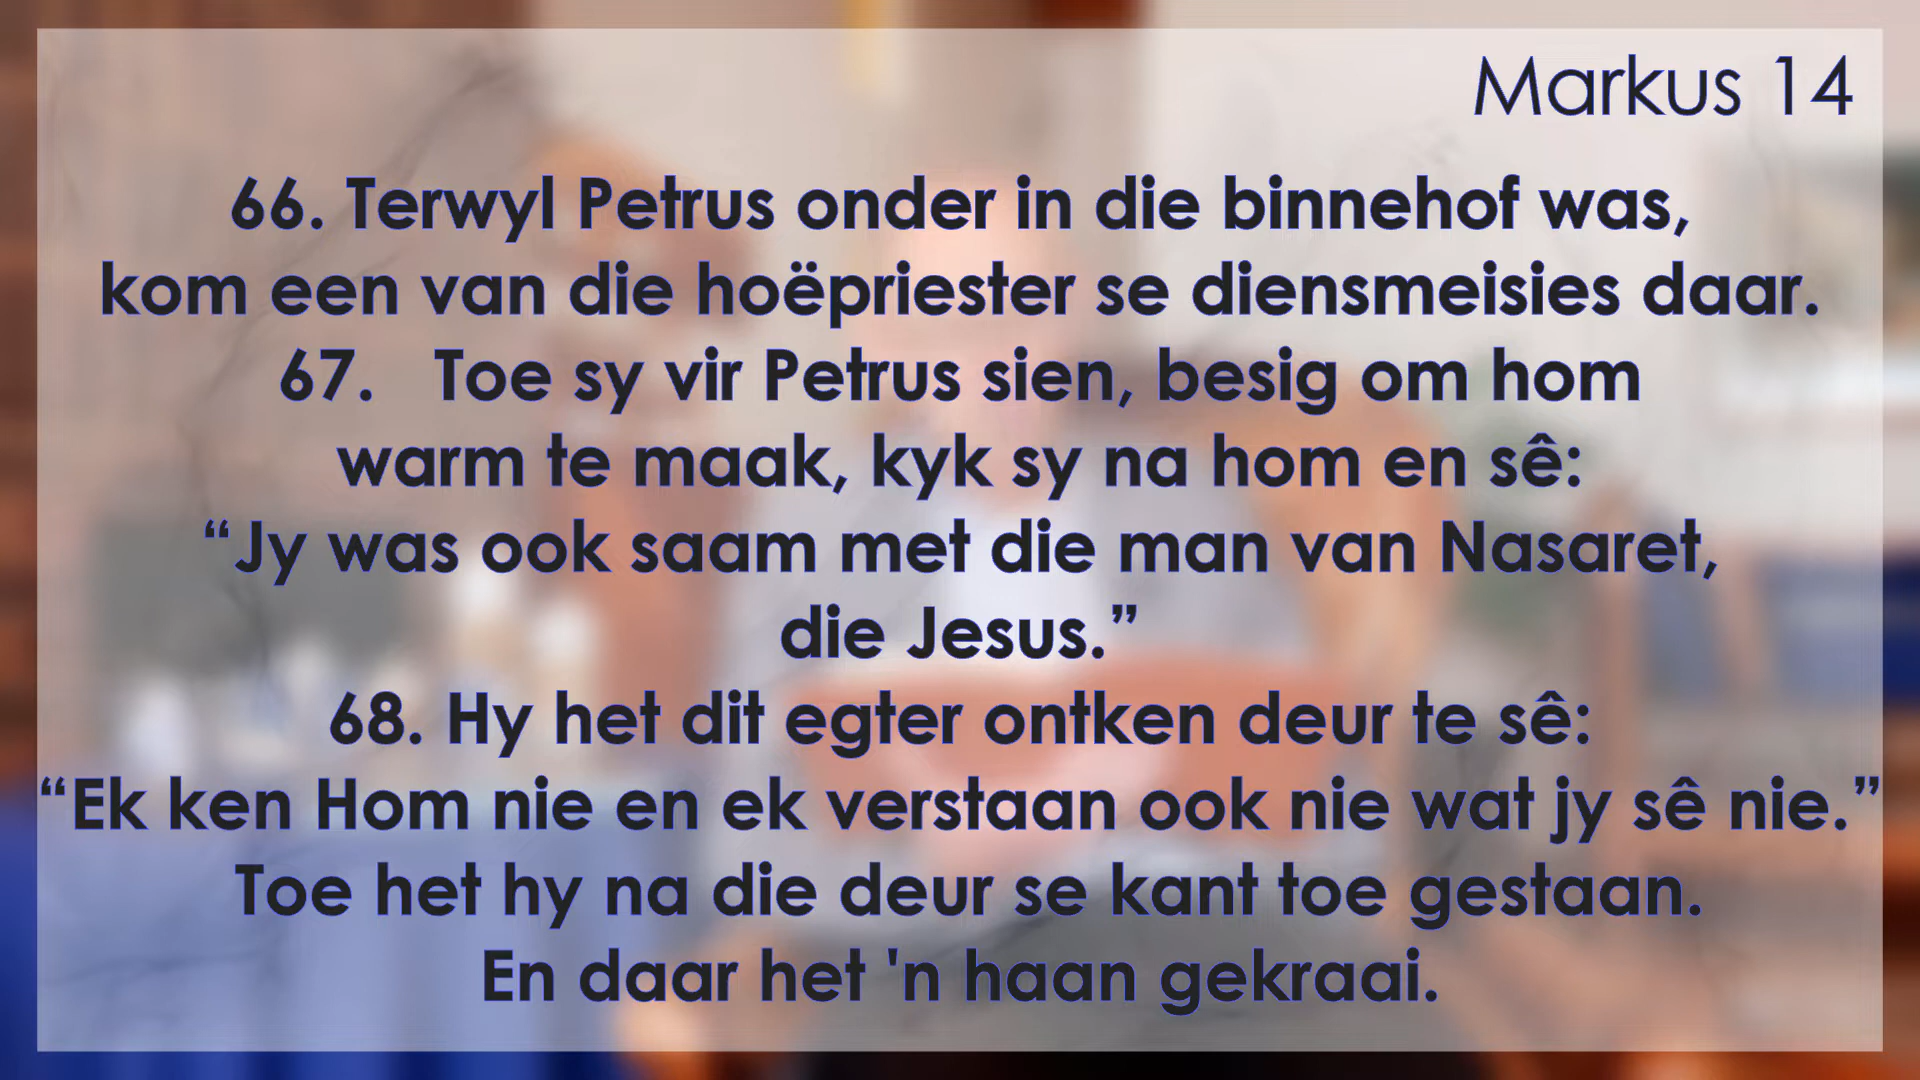 Markus 14
66. Terwyl Petrus onder in die binnehof was,
kom een van die hoëpriester se diensmeisies daar.
67.   Toe sy vir Petrus sien, besig om hom
warm te maak, kyk sy na hom en sê:
“Jy was ook saam met die man van Nasaret,
die Jesus.”
68. Hy het dit egter ontken deur te sê:
“Ek ken Hom nie en ek verstaan ook nie wat jy sê nie.”
Toe het hy na die deur se kant toe gestaan.
En daar het 'n haan gekraai.